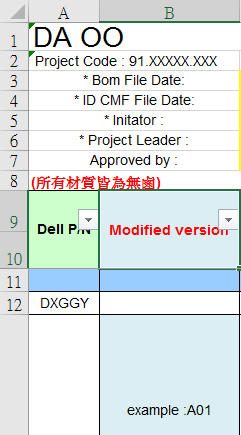 A B
1 DA OO
2 Project Code : 91.XXXXX.XXX
3 * Bom File Date:
4 * ID CMF File Date:
5 * Initator :
6 * Project Leader :
7 Approved by :
8 (所有材質皆為無鹵)
9 Dell P/N Modified version
10
11
12 DXGGY
example :A01